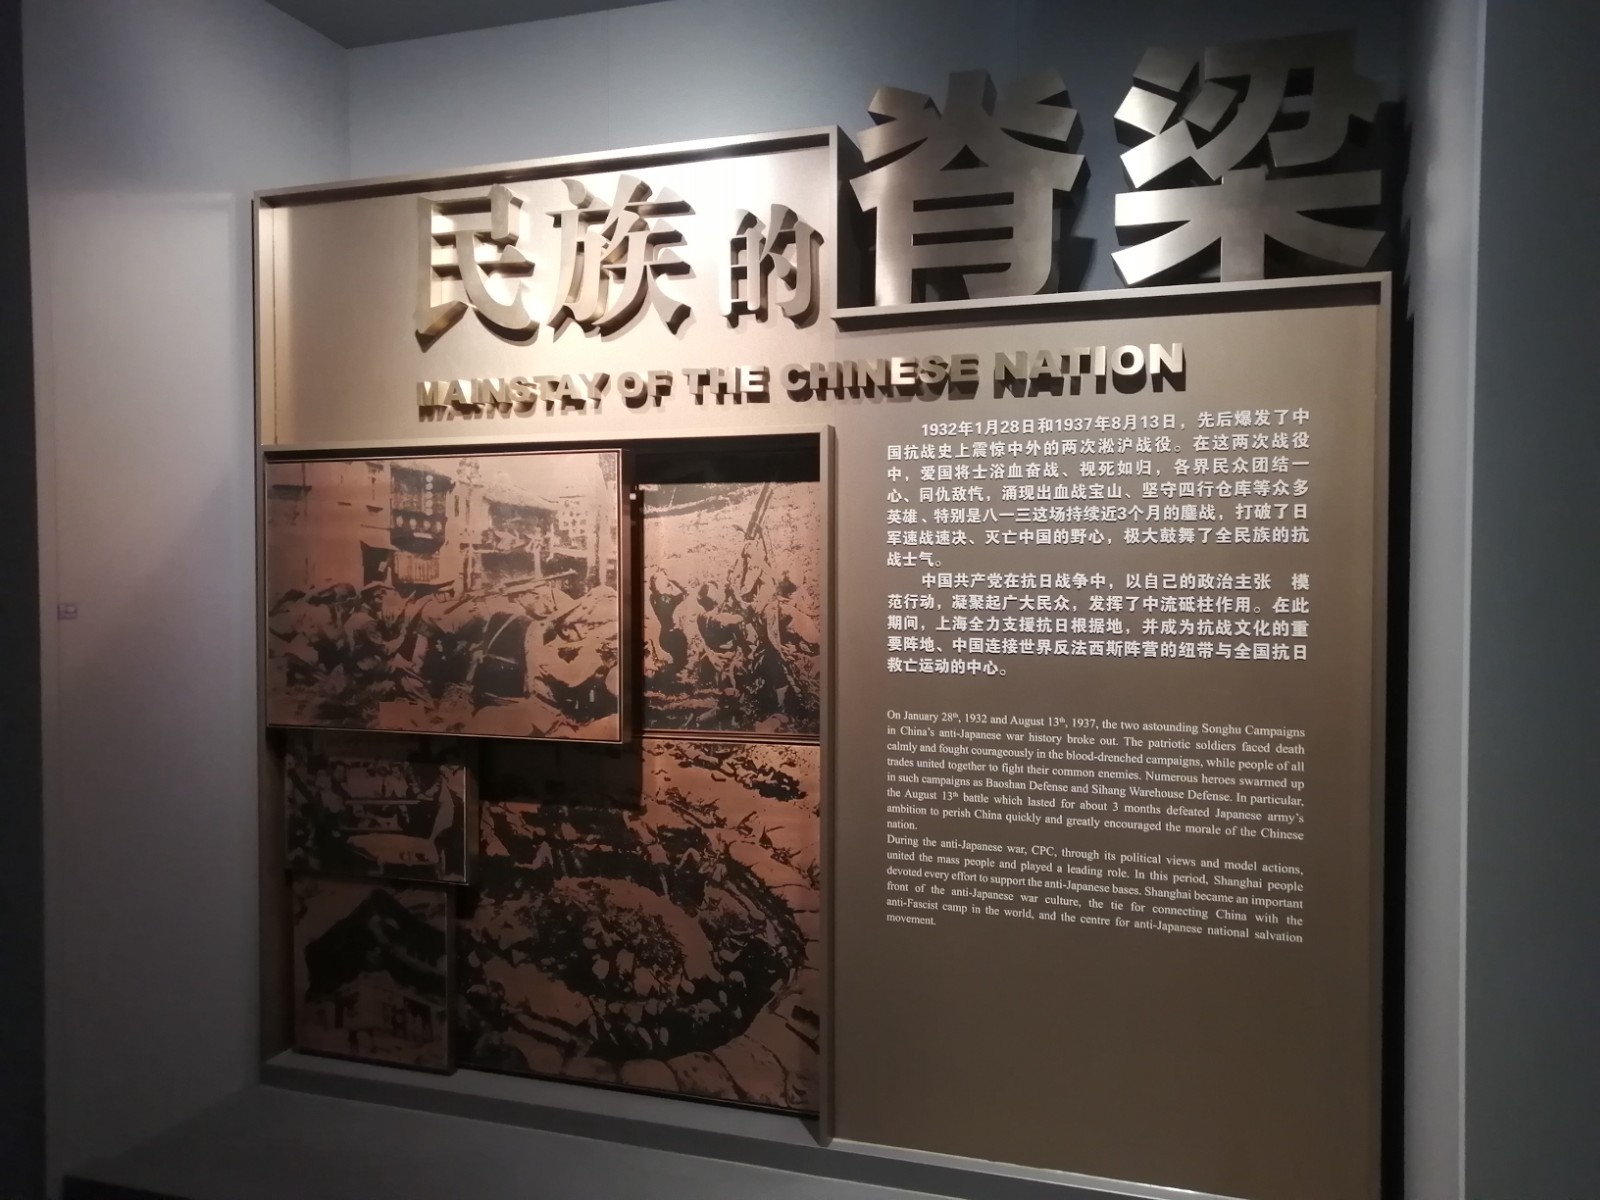 民族的脊梁
MAINSTAY OF THE CHINESE NATION
1932年1月28日和1937年8月13日，先后爆发了中
国抗战史上震惊中外的两次淞沪战役。在这两次战役
中，爱国将士浴血奋战、视死如归，各界民众团结一
心、同仇敌忾，涌现出血战宝山、坚守四行仓库等众多
英雄、特别是八一三这场持续近3个月的鏖战，打破了日
军速战速决、灭亡中国的野心，极大鼓舞了全民族的抗
战士气。
中国共产党在抗日战争中，以自己的政治主张 模
范行动，凝聚起广大民众，发挥了中流砥柱作用。在此
期间，上海全力支援抗日根据地，并成为抗战文化的重
要阵地、中国连接世界反法西斯阵营的纽带与全国抗日
救亡运动的中心。
On January 28th, 1932 and August 13th, 1937, the two astounding Songhu Campaigns
in China's anti-Japanese war history broke out. The patriotic soldiers faced death
calmly and fought courageously in the blood-drenched campaigns, while people of all
trades united together to fight their common enemies. Numerous heroes swarmed up
in such campaigns as Baoshan Defense and Sihang Warehouse Defense. In particular,
the August 13th battle which lasted for about 3 months defeated Japanese army's
ambition to perish China quickly and greatly encouraged the morale of the Chinese
nation.
During the anti-Japanese war, CPC, through its political views and model actions,
united the mass people and played a leading role. In this period, Shanghai people
devoted every effort to support the anti-Japanese bases. Shanghai became an important
front of the anti-Japanese war culture, the tie for connecting China with the
anti-Fascist camp in the world, and the centre for anti-Japanese national salvation
movement.